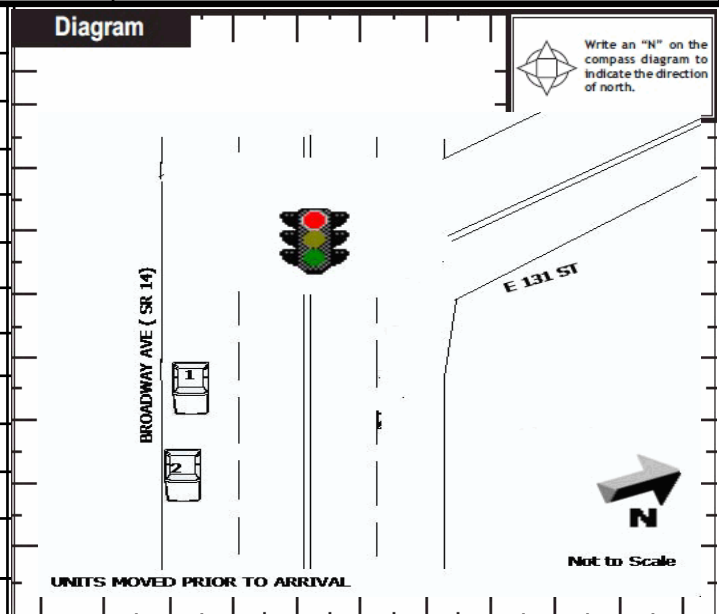 Diagram
Write an "N" on the
compass diagram to
indicate the direction
of north.
E 131 ST
BROADWAY AVE ( SR 14)
1
2
N
Not to Scale
UNITS MOVED PRIOR TO ARRIVAL